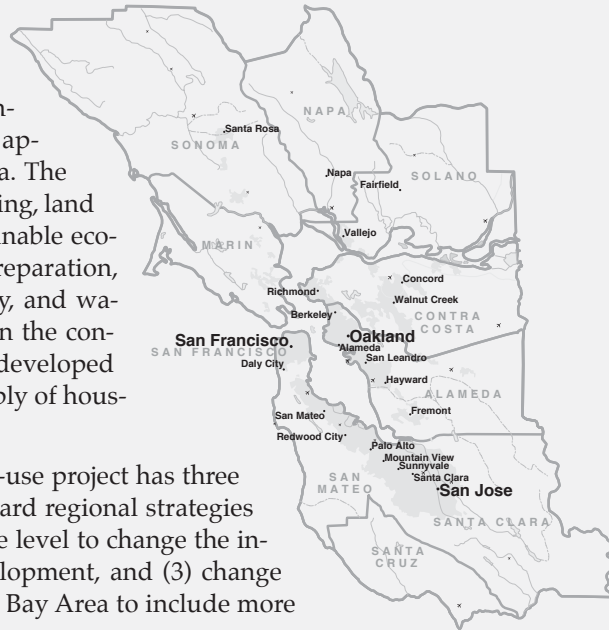 n-
ap-
a. The
ing, land
inable eco-
reparation,
y, and wa-
n the con-
developed
ply of hous-
-use project has three
ard regional strategies
e level to change the in-
lopment, and (3) change
Bay Area to include more
NAPA
Santa Rosa
SONOMA
Napa
Fairfield
SOLANO
Vallejo
MARIN
Concord
Richmond
Walnut Creek
Berkeley
CONTRA
COSTA
San Francisco
Oakland
Alameda
SAN FRANCISCO
San Leandro
Daly City
Hayward
ALAMEDA
San Mateo
Fremont
Redwood City
Palo Alto
Mountain View
Sunnyvale
Santa Clara
SAN
MATEO
San Jose
SANTA CLARA
SANTA
CRUZ